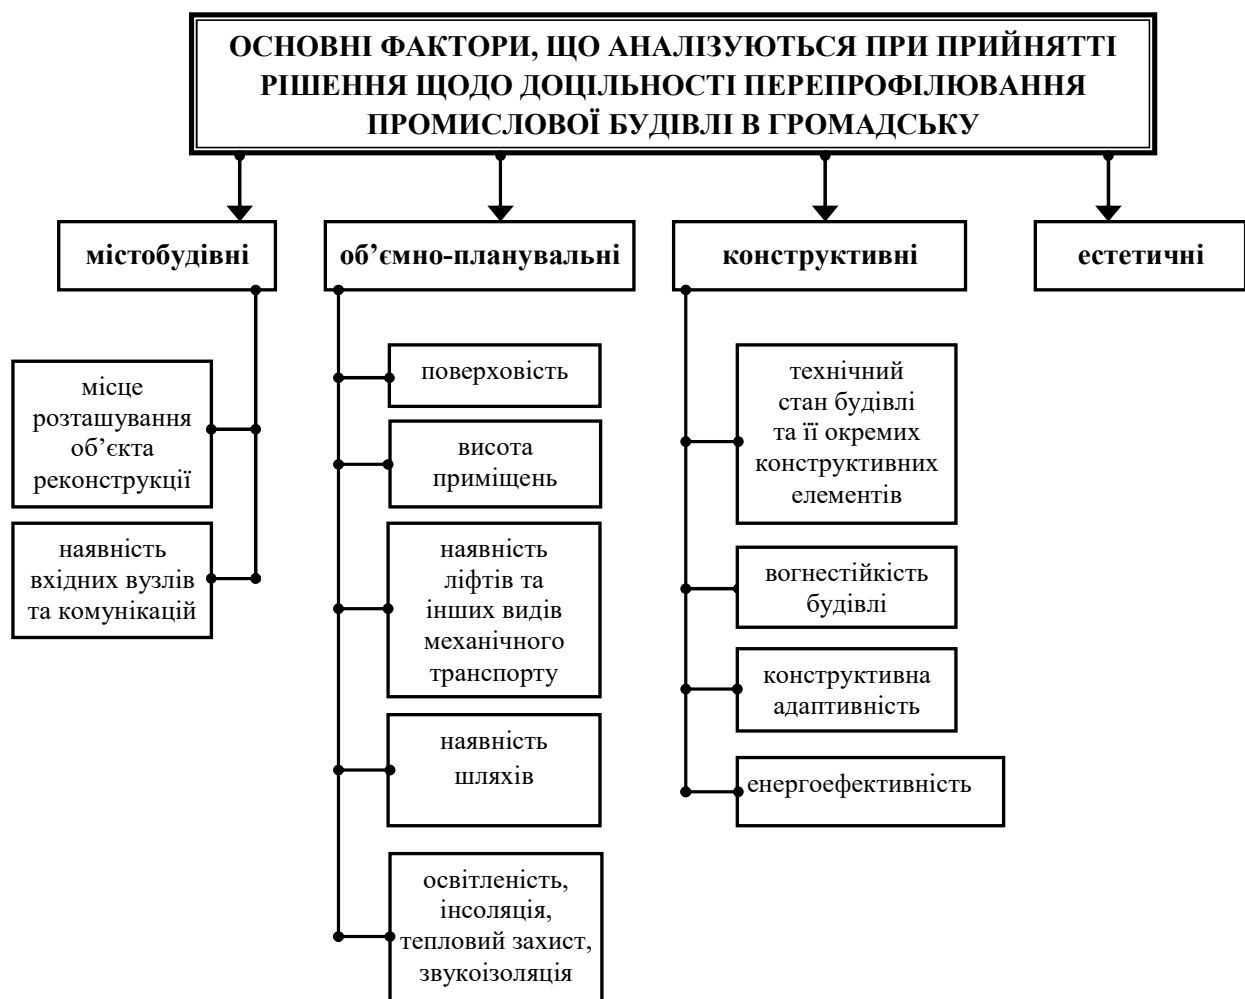 ОСНОВНІ ФАКТОРИ, ЩО АНАЛІЗУЮТЬСЯ ПРИ ПРИЙНЯТТІ
РІШЕННЯ ЩОДО ДОЦІЛЬНОСТІ ПЕРЕПРОФІЛЮВАННЯ
ПРОМИСЛОВОЇ БУДІВЛІ В ГРОМАДСЬКУ
містобудівні
місце
розташування
об’єкта
реконструкції
наявність
вхідних вузлів
та комунікацій
об’ємно-планувальні
поверховість
висота
приміщень
наявність
ліфтів та
інших видів
механічного
транспорту
наявність
шляхів
освітленість,
інсоляція,
тепловий захист,
звукоізоляція
конструктивні
технічний
стан будівлі
та її окремих
конструктивних
елементів
вогнестійкість
будівлі
конструктивна
адаптивність
енергоефективність
естетичні